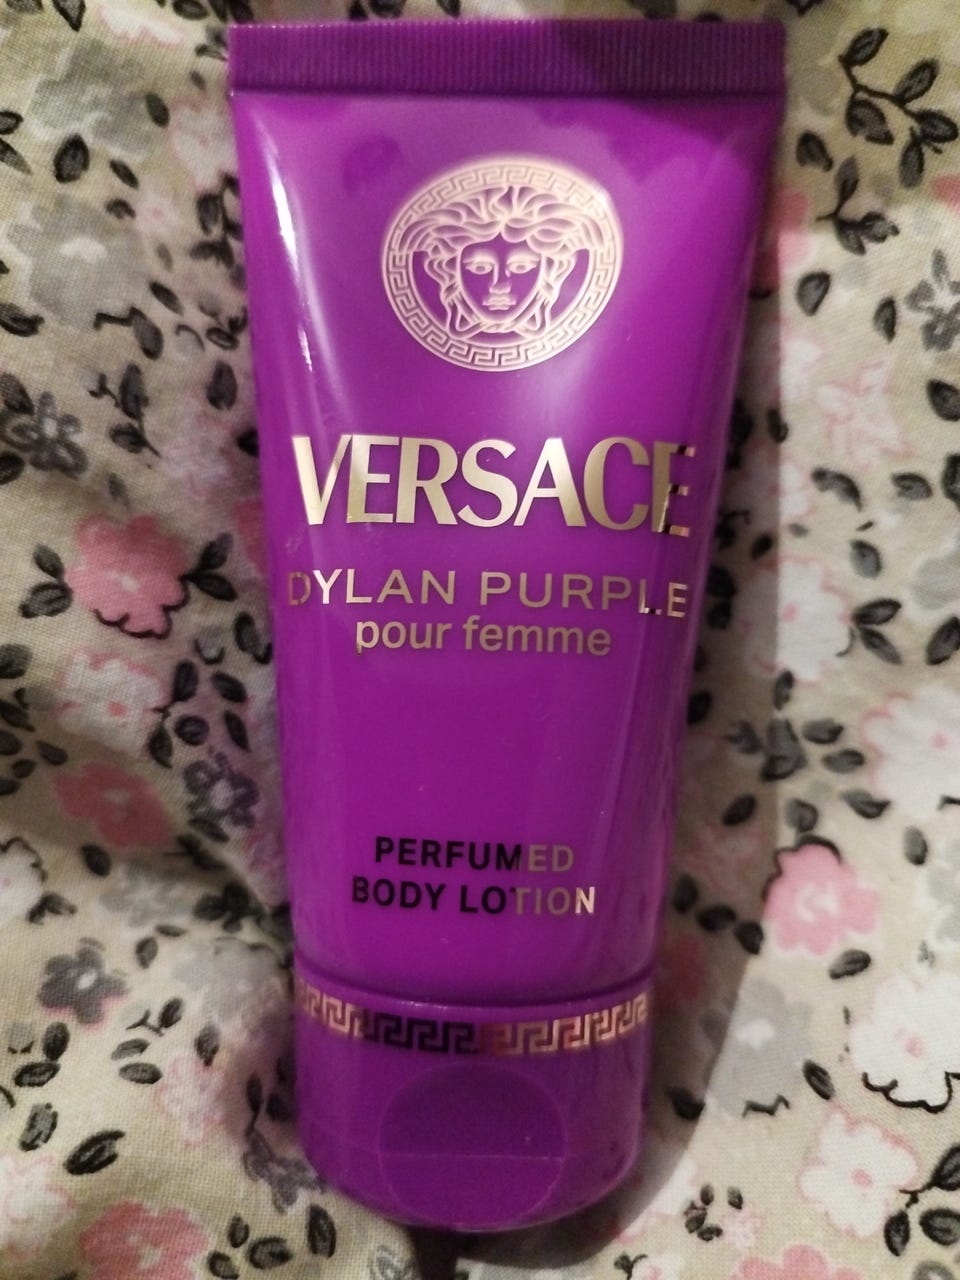 VERSACE
DYLAN PURPLE
pour femme
PERFUMED
BODY LOTION